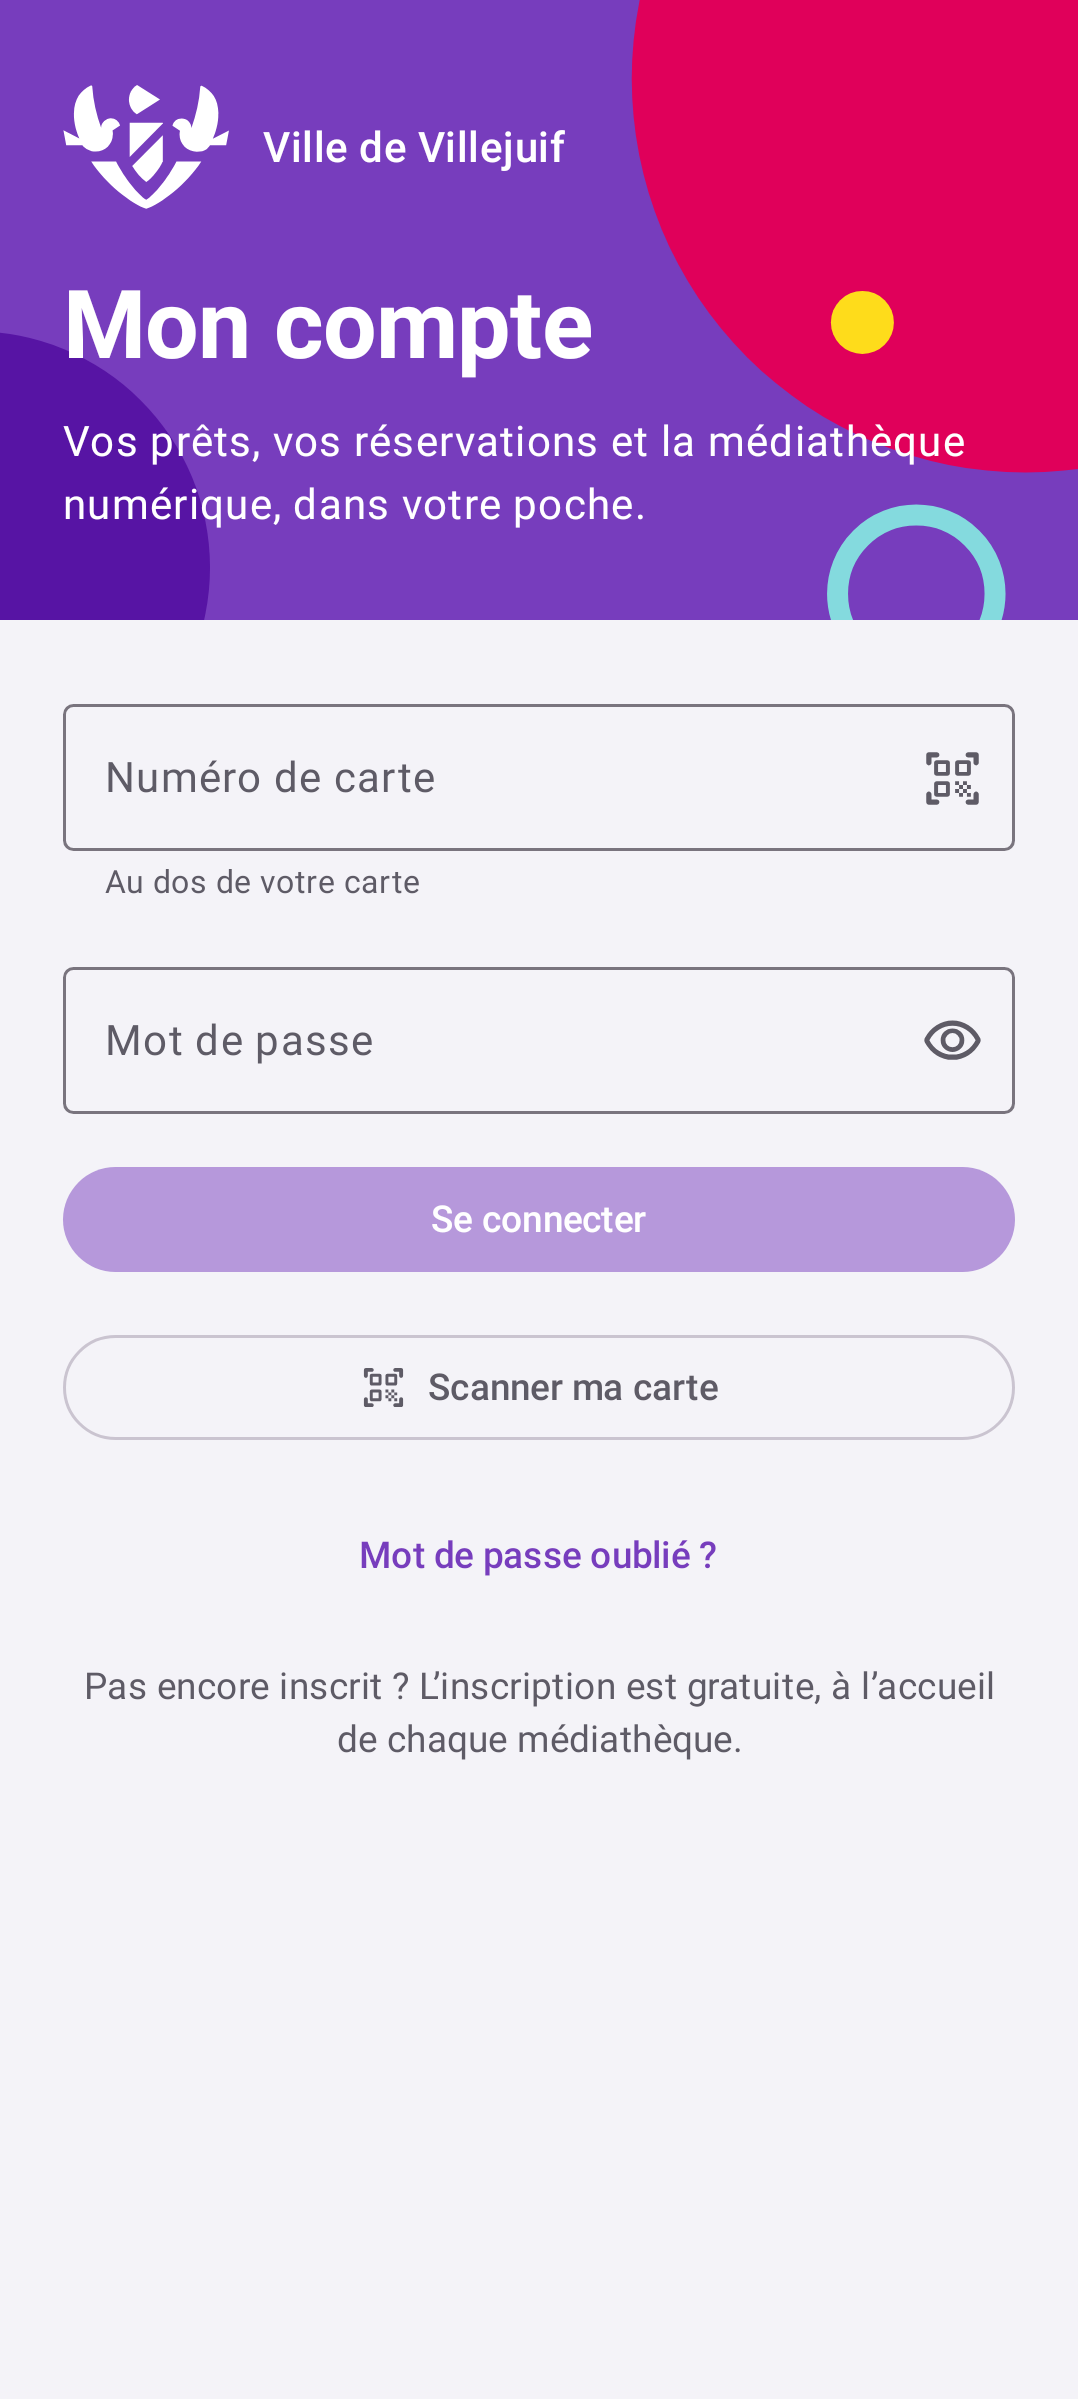 Ville de Villejuif
Mon compte
Vos prêts, vos réservations et la médiathèque
numérique, dans votre poche.
Numéro de carte
Au dos de votre carte
Mot de passe
Se connecter
Scanner ma carte
Mot de passe oublié ?
Pas encore inscrit ? L’inscription est gratuite, à l’accueil
de chaque médiathèque.